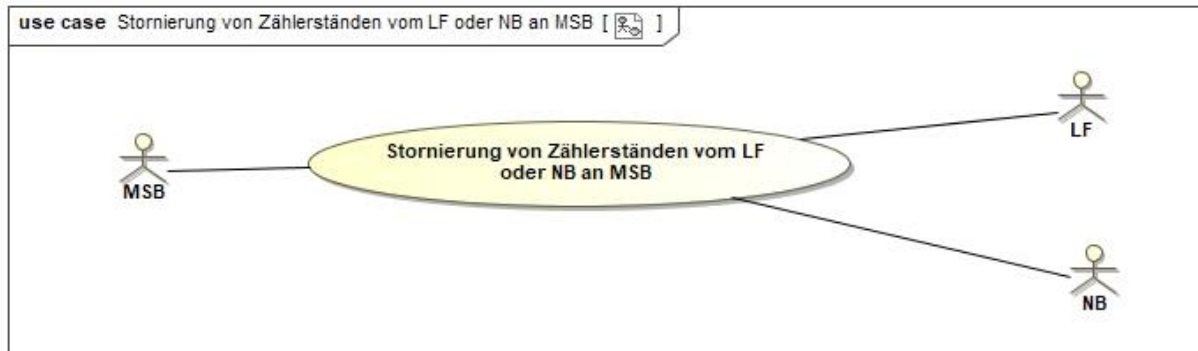 use case Stornierung von Zählerständen vom LF oder NB an MSB [ ]
LF
Stornierung von Zählerständen vom LF
oder NB an MSB
MSB
NB